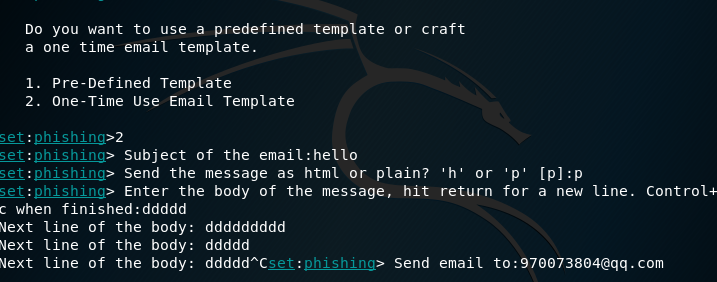 Do you want to use a predefined template or craft
a one time email template.
1. Pre-Defined Template
2. One-Time Use Email Template
set:phishing>2
set:phishing> Subject of the email:hello
set:phishing> Send the message as html or plain? 'h' or 'p' [p]:p
set:phishing> Enter the body of the message, hit return for a new line. Control+
c when finished:ddddd
Next line of the body: ddddddddd
Next line of the body: ddddd
Next line of the body: ddddd^Cset:phishing> Send email to:970073804@qq.com